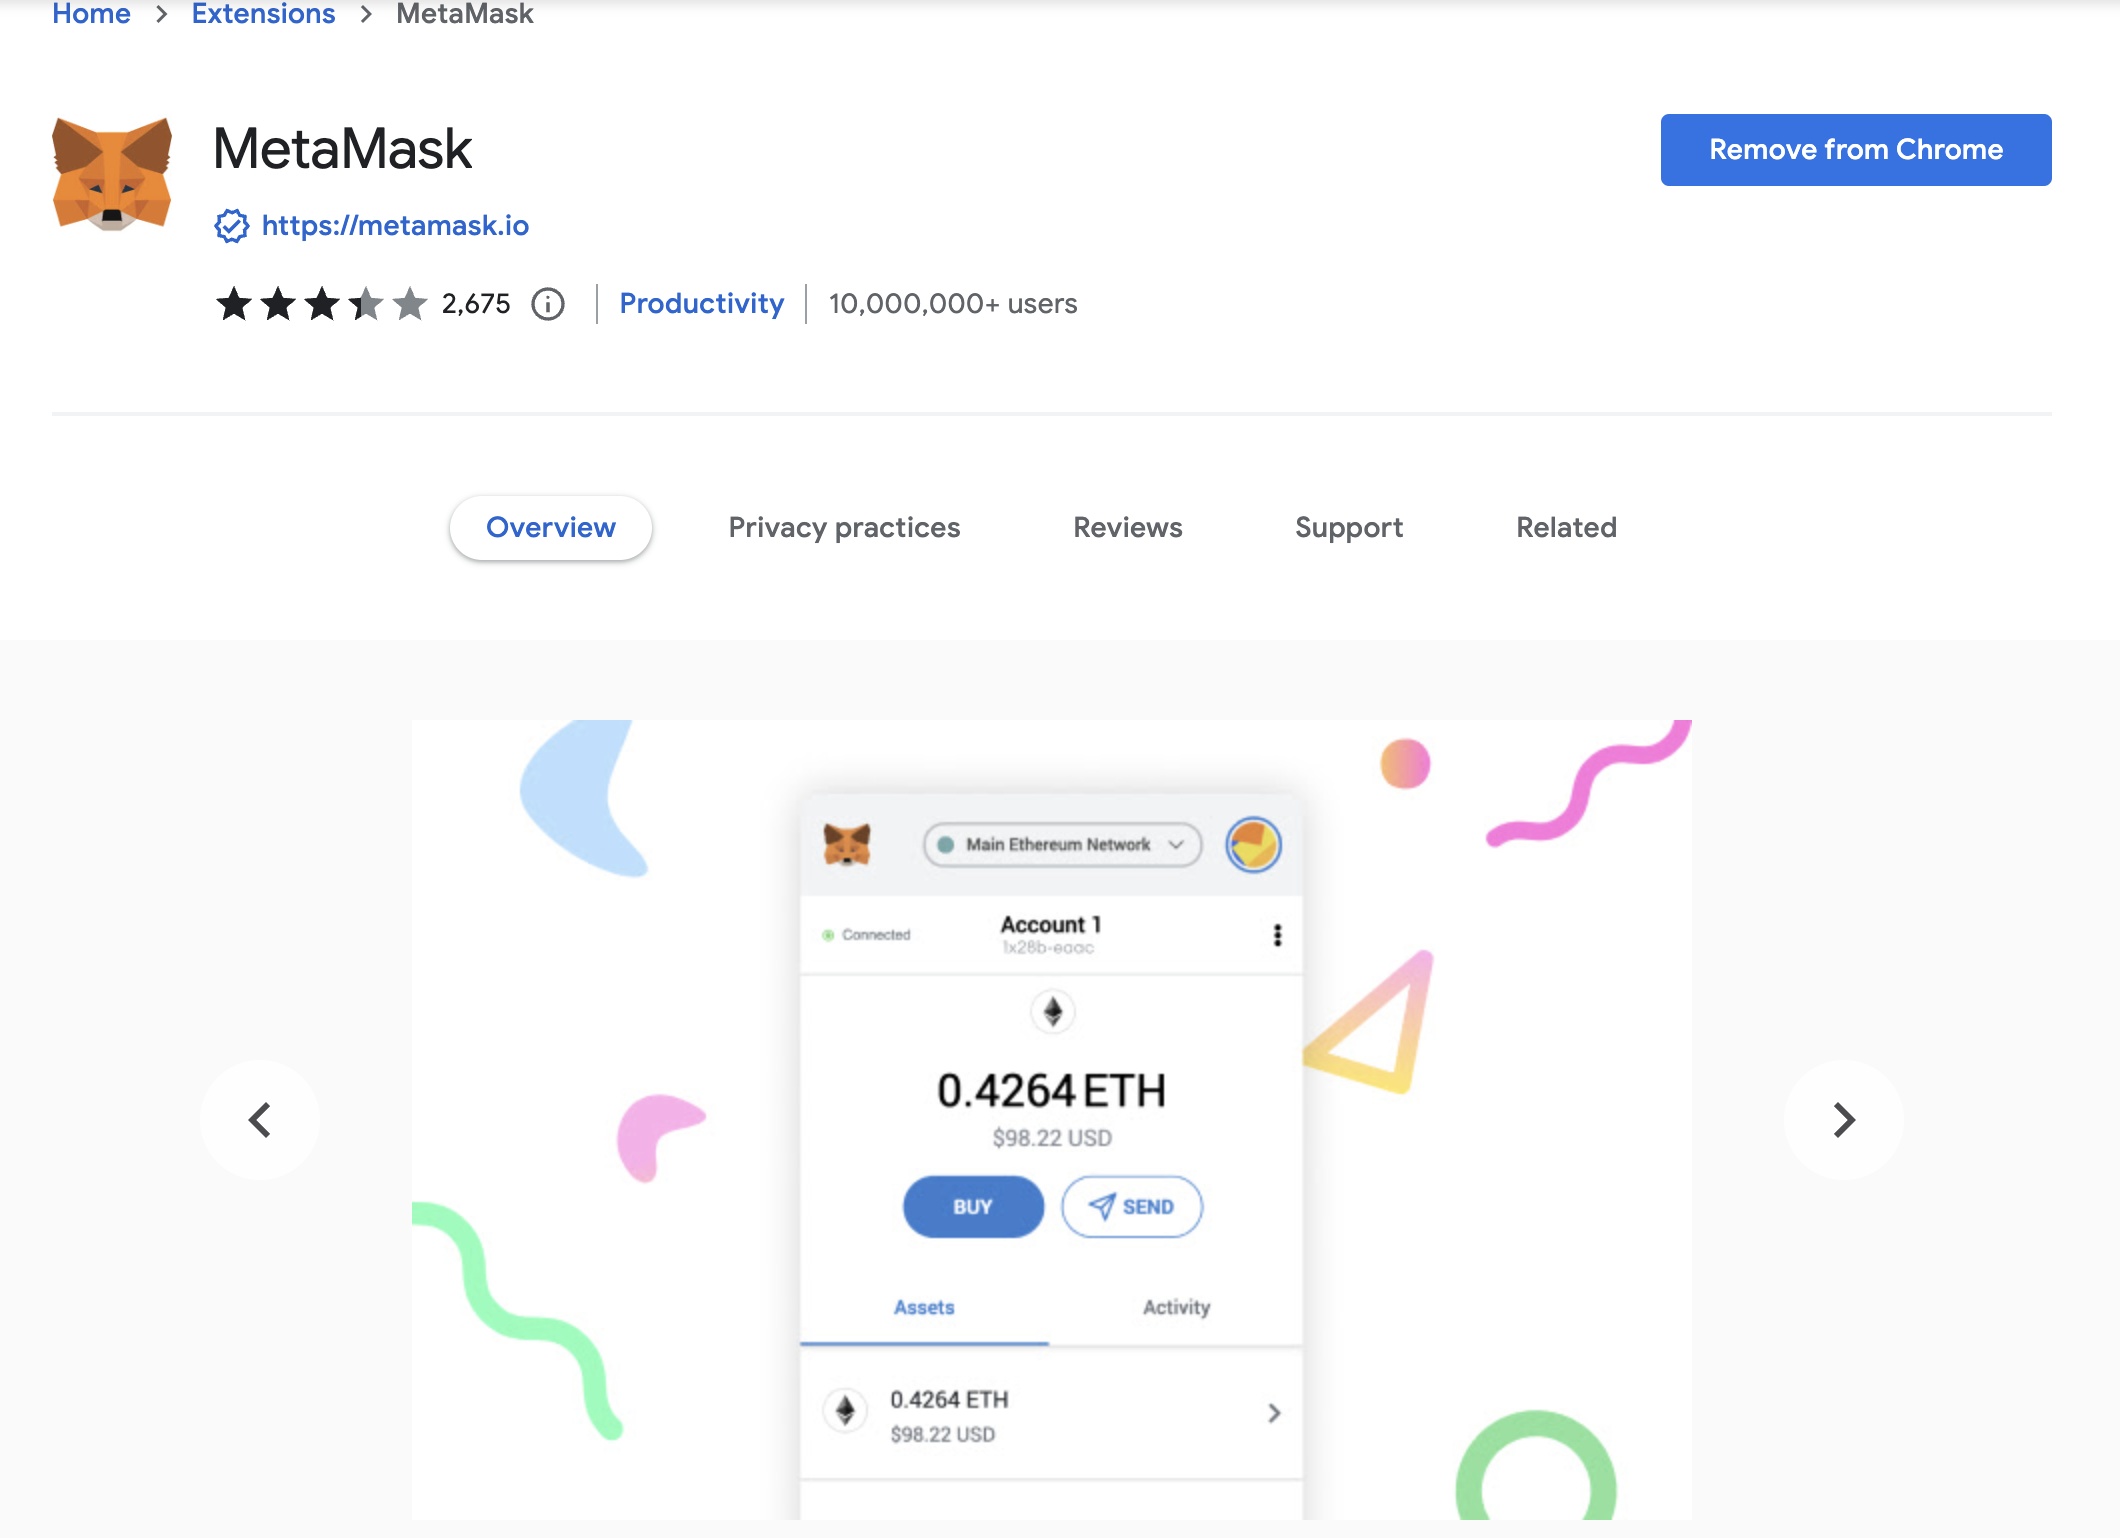 Home > Extensions > MetaMask
MetaMask
Remove from Chrome
https://metamask.io
2,675 | Productivity | 10,000,000+ users
Overview Privacy practices Reviews Support Related
Main Ethereum Network
Connected
Account 1
1x28b-eaac
0.4264 ETH
$98.22 USD
BUY SEND
Assets Activity
0.4264 ETH
$98.22 USD